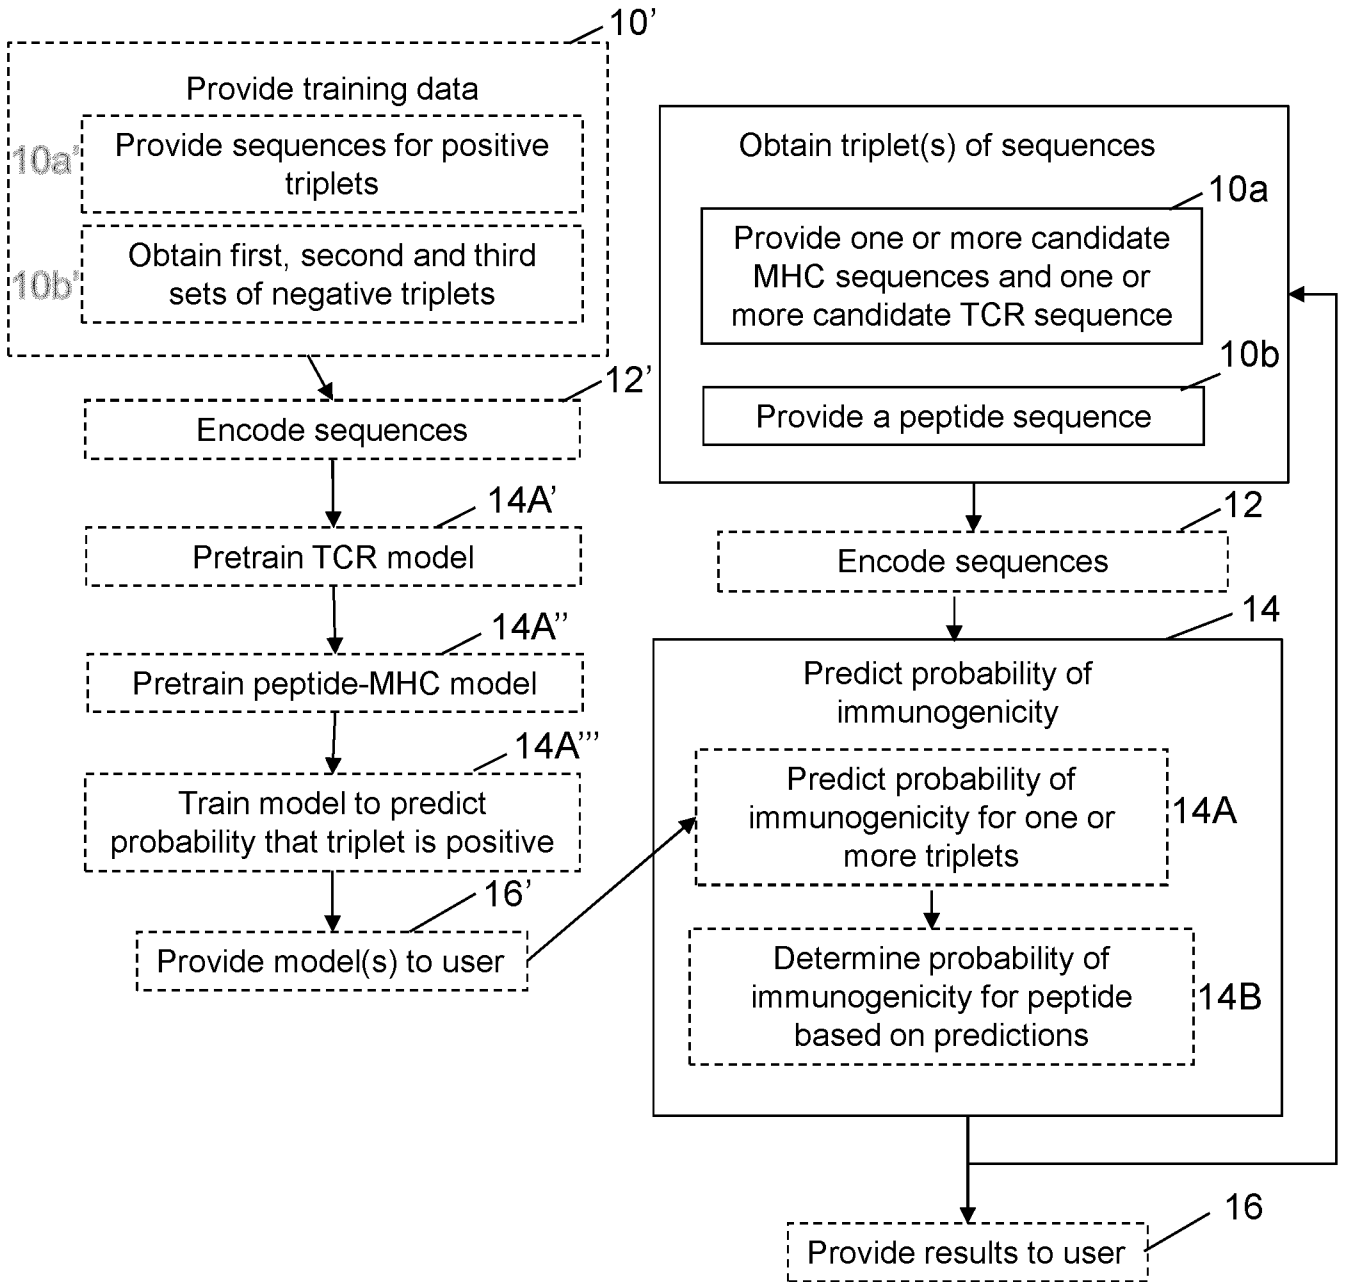 10’
Provide training data
10a’
Provide sequences for positive
triplets
10b’
Obtain first, second and third
sets of negative triplets
12’
Encode sequences
14A’
Pretrain TCR model
14A’’
Pretrain peptide-MHC model
14A’’’
Train model to predict
probability that triplet is positive
16’
Provide model(s) to user
Obtain triplet(s) of sequences
10a
Provide one or more candidate
MHC sequences and one or
more candidate TCR sequence
10b
Provide a peptide sequence
12
Encode sequences
14
Predict probability of
immunogenicity
Predict probability of
immunogenicity for one or
more triplets
14A
Determine probability of
immunogenicity for peptide
based on predictions
14B
16
Provide results to user